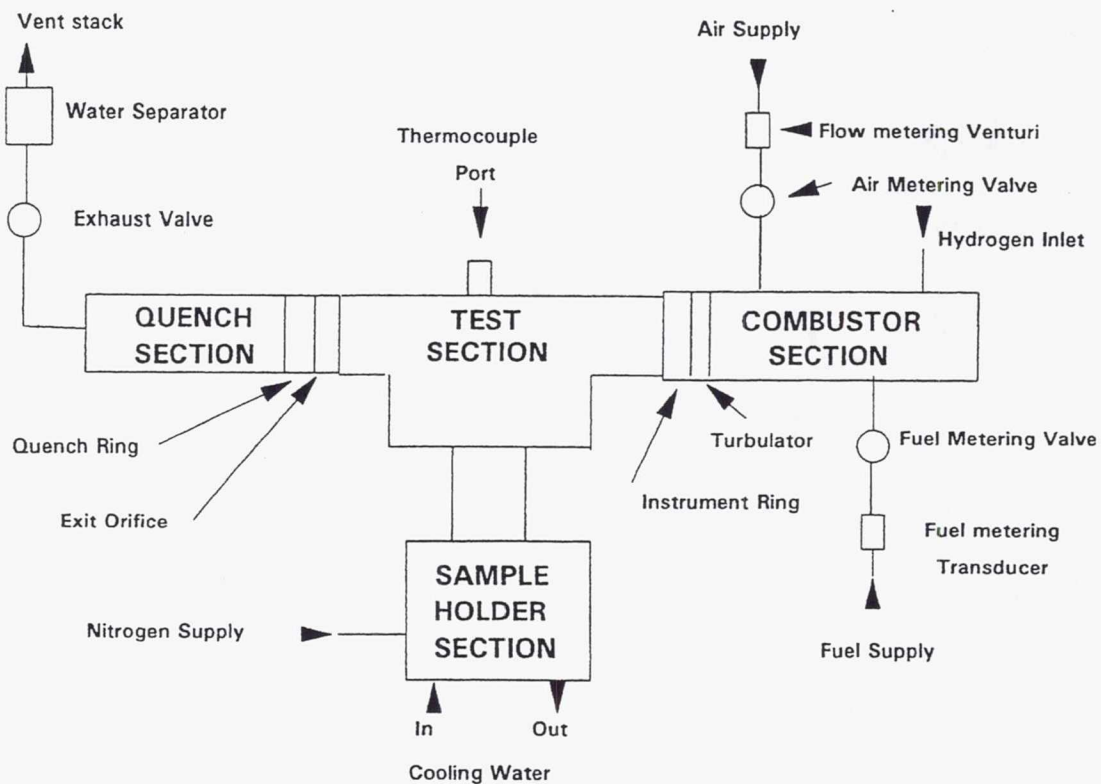 Vent stack
Air Supply
Water Separator
Thermocouple
Port
Flow metering Venturi
Air Metering Valve
Exhaust Valve
Hydrogen Inlet
QUENCH
SECTION
TEST
SECTION
COMBUSTOR
SECTION
Quench Ring
Turbulator
Fuel Metering Valve
Instrument Ring
Exit Orifice
Fuel metering
Transducer
SAMPLE
HOLDER
SECTION
Nitrogen Supply
Fuel Supply
In
Out
Cooling Water